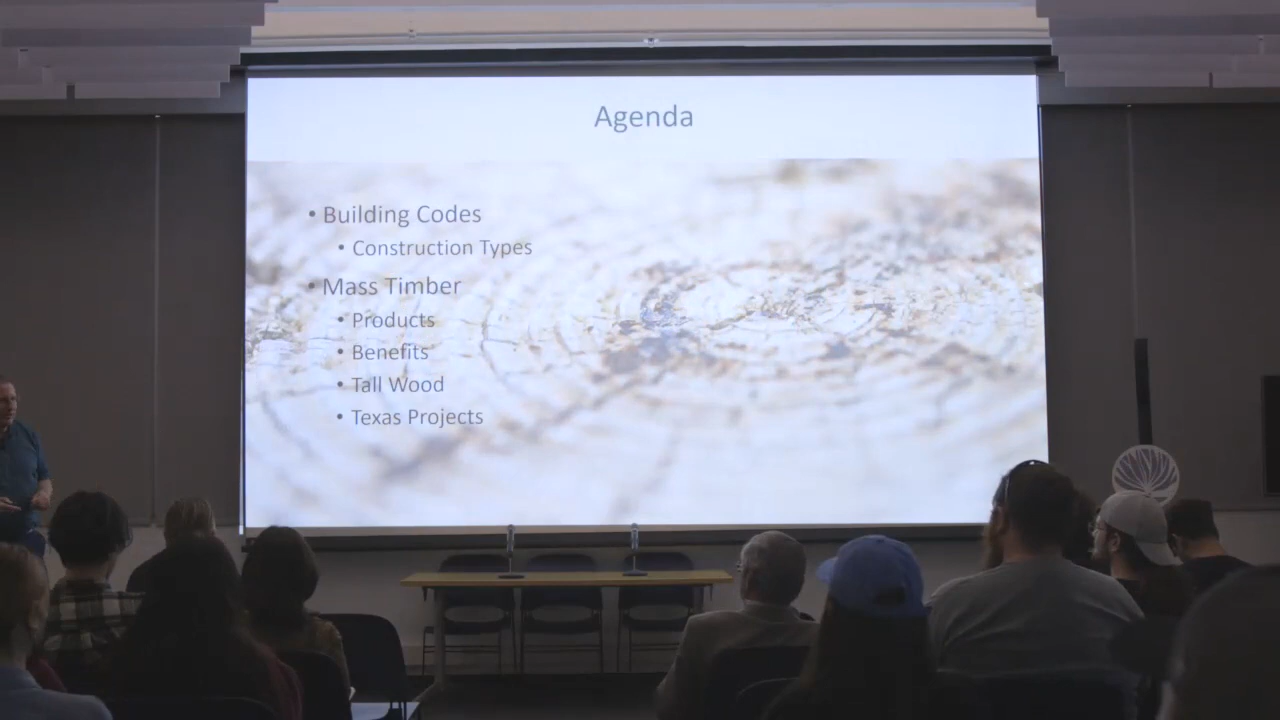 Agenda
• Building Codes
• Construction Types
• Mass Timber
• Products
• Benefits
• Tall Wood
• Texas Projects